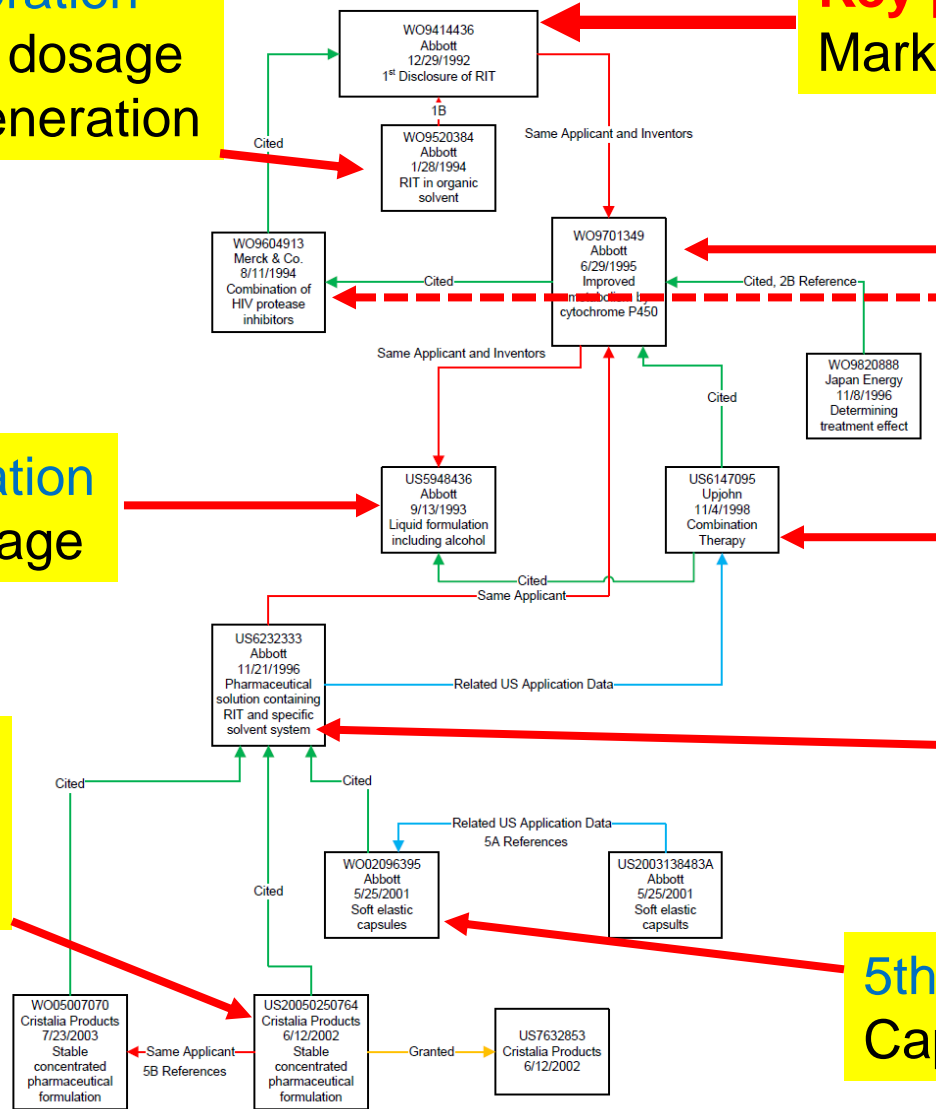 dosage
eneration
WO9414436
Abbott
12/29/1992
1st Disclosure of RIT
Key
Mark
1B
Cited
Same Applicant and Inventors
WO9520384
Abbott
1/28/1994
RIT in organic
solvent
WO9604913
Merck & Co.
8/11/1994
Combination of
HIV protease
inhibitors
Cited
WO9701349
Abbott
6/29/1995
Improved
metabolism by
cytochrome P450
Cited, 2B Reference
Same Applicant and Inventors
WO9820888
Japan Energy
11/8/1996
Determining
treatment effect
Cited
ation
age
US5948436
Abbott
9/13/1993
Liquid formulation
including alcohol
US6147095
Upjohn
11/4/1998
Combination
Therapy
Cited
Same Applicant
US6232333
Abbott
11/21/1996
Pharmaceutical
solution containing
RIT and specific
solvent system
Related US Application Data
Cited
Cited
Related US Application Data
5A References
WO02096395
Abbott
5/25/2001
Soft elastic
capsules
US2003138483A
Abbott
5/25/2001
Soft elastic
capsults
Cited
5th
Ca
WO05007070
Cristalia Products
7/23/2003
Stable
concentrated
pharmaceutical
formulation
Same Applicant
5B References
US20050250764
Cristalia Products
6/12/2002
Stable
concentrated
pharmaceutical
formulation
Granted
US7632853
Cristalia Products
6/12/2002